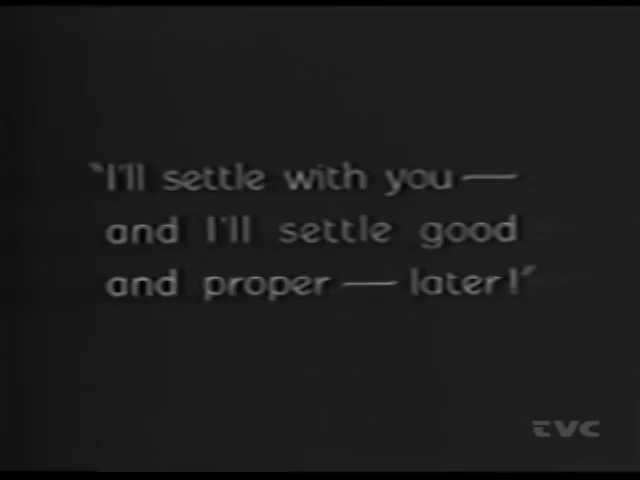 "I'll settle with you—
and I'll settle good
and proper — later!"
TVC